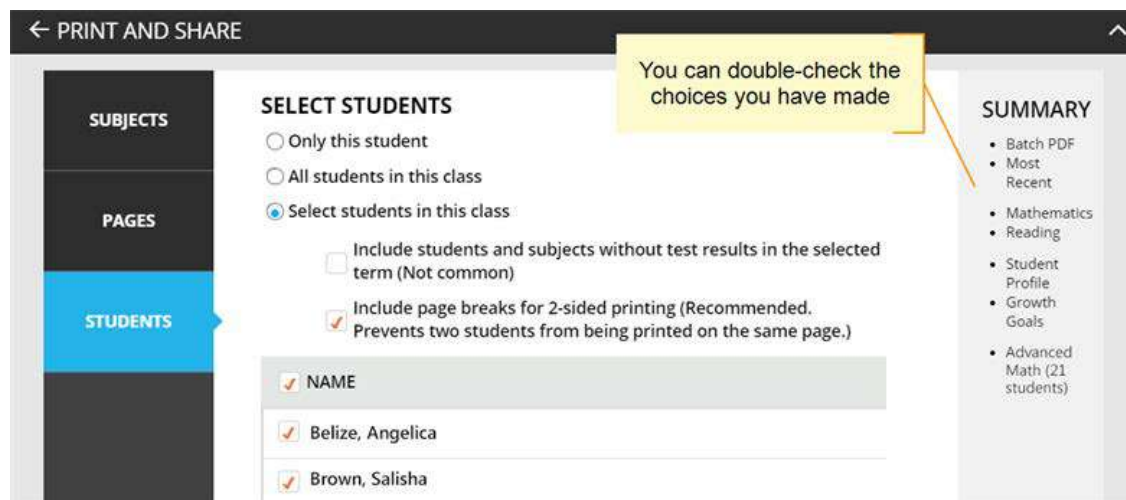 ← PRINT AND SHARE
You can double-check the
choices you have made
SUBJECTS
PAGES
STUDENTS
SELECT STUDENTS
Only this student
All students in this class
Select students in this class
Include students and subjects without test results in the selected
term (Not common)
Include page breaks for 2-sided printing (Recommended.
Prevents two students from being printed on the same page.)
NAME
Belize, Angelica
Brown, Salisha
SUMMARY
• Batch PDF
• Most
Recent
• Mathematics
• Reading
• Student
Profile
• Growth
Goals
• Advanced
Math (21
students)